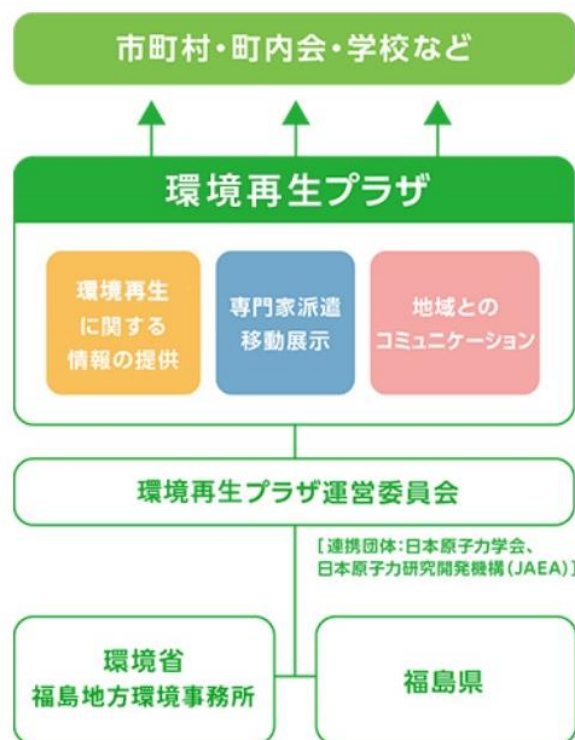 市町村・町内会・学校など
環境再生プラザ
環境再生
に関する
情報の提供
専門家派遣
移動展示
地域との
コミュニケーション
環境再生プラザ運営委員会
[連携団体：日本原子力学会、
日本原子力研究開発機構（JAEA）]
環境省
福島地方環境事務所
福島県